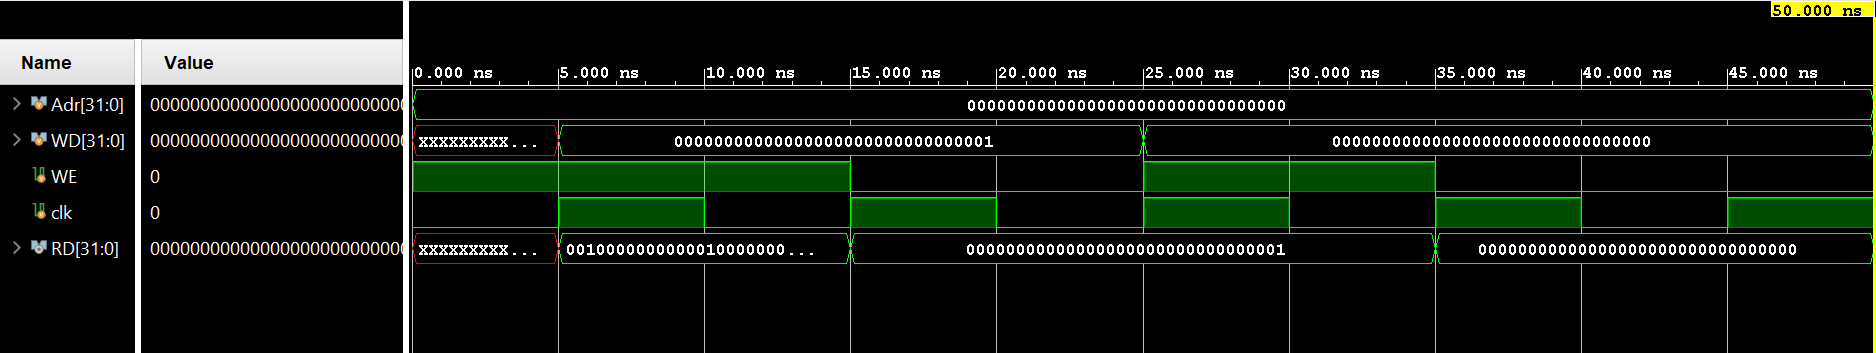 50.000 ns
Name Value
0.000 ns 5.000 ns 10.000 ns 15.000 ns 20.000 ns 25.000 ns 30.000 ns 35.000 ns 40.000 ns 45.000 ns
Adr[31:0] 0000000000000000000000000 00000000000000000000000000000000
WD[31:0] 0000000000000000000000000 XXXXXXXXX... 00000000000000000000000000000001 00000000000000000000000000000000
WE 0
clk 0
RD[31:0] 0000000000000000000000000 XXXXXXXXX... 0010000000000010000000... 00000000000000000000000000000001 00000000000000000000000000000000